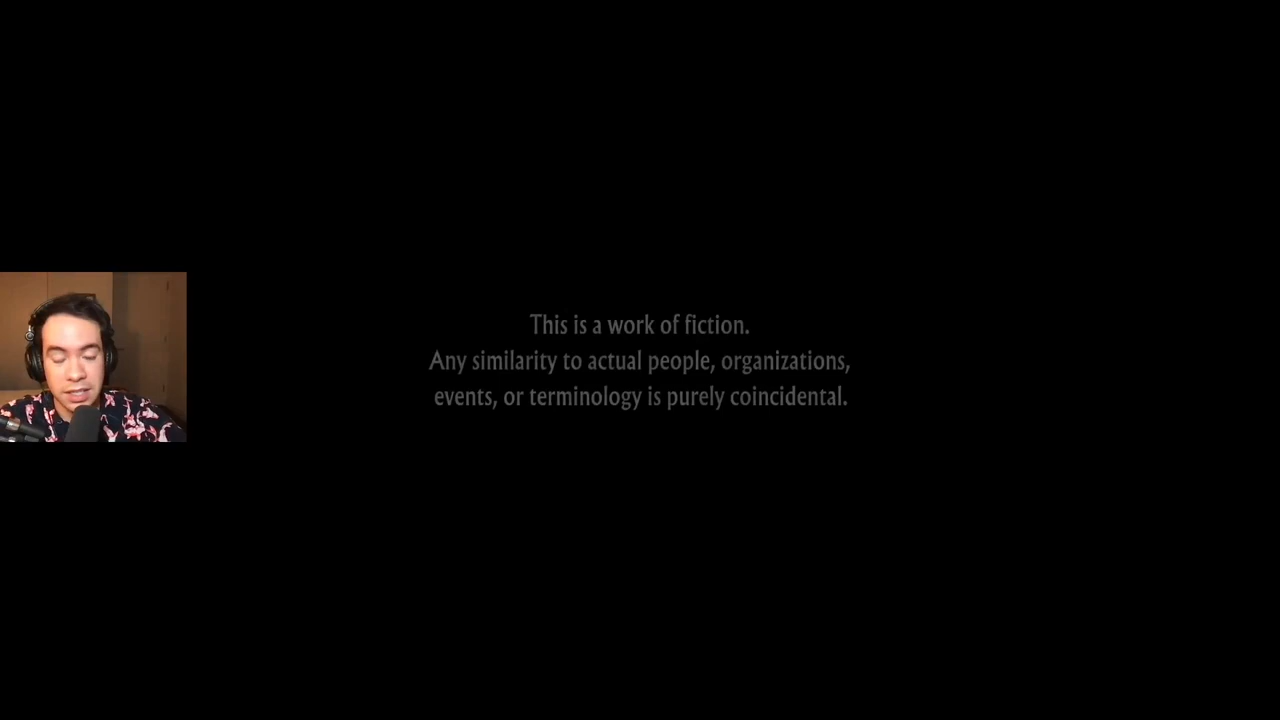 This is a work of fiction.
Any similarity to actual people, organizations,
events, or terminology is purely coincidental.